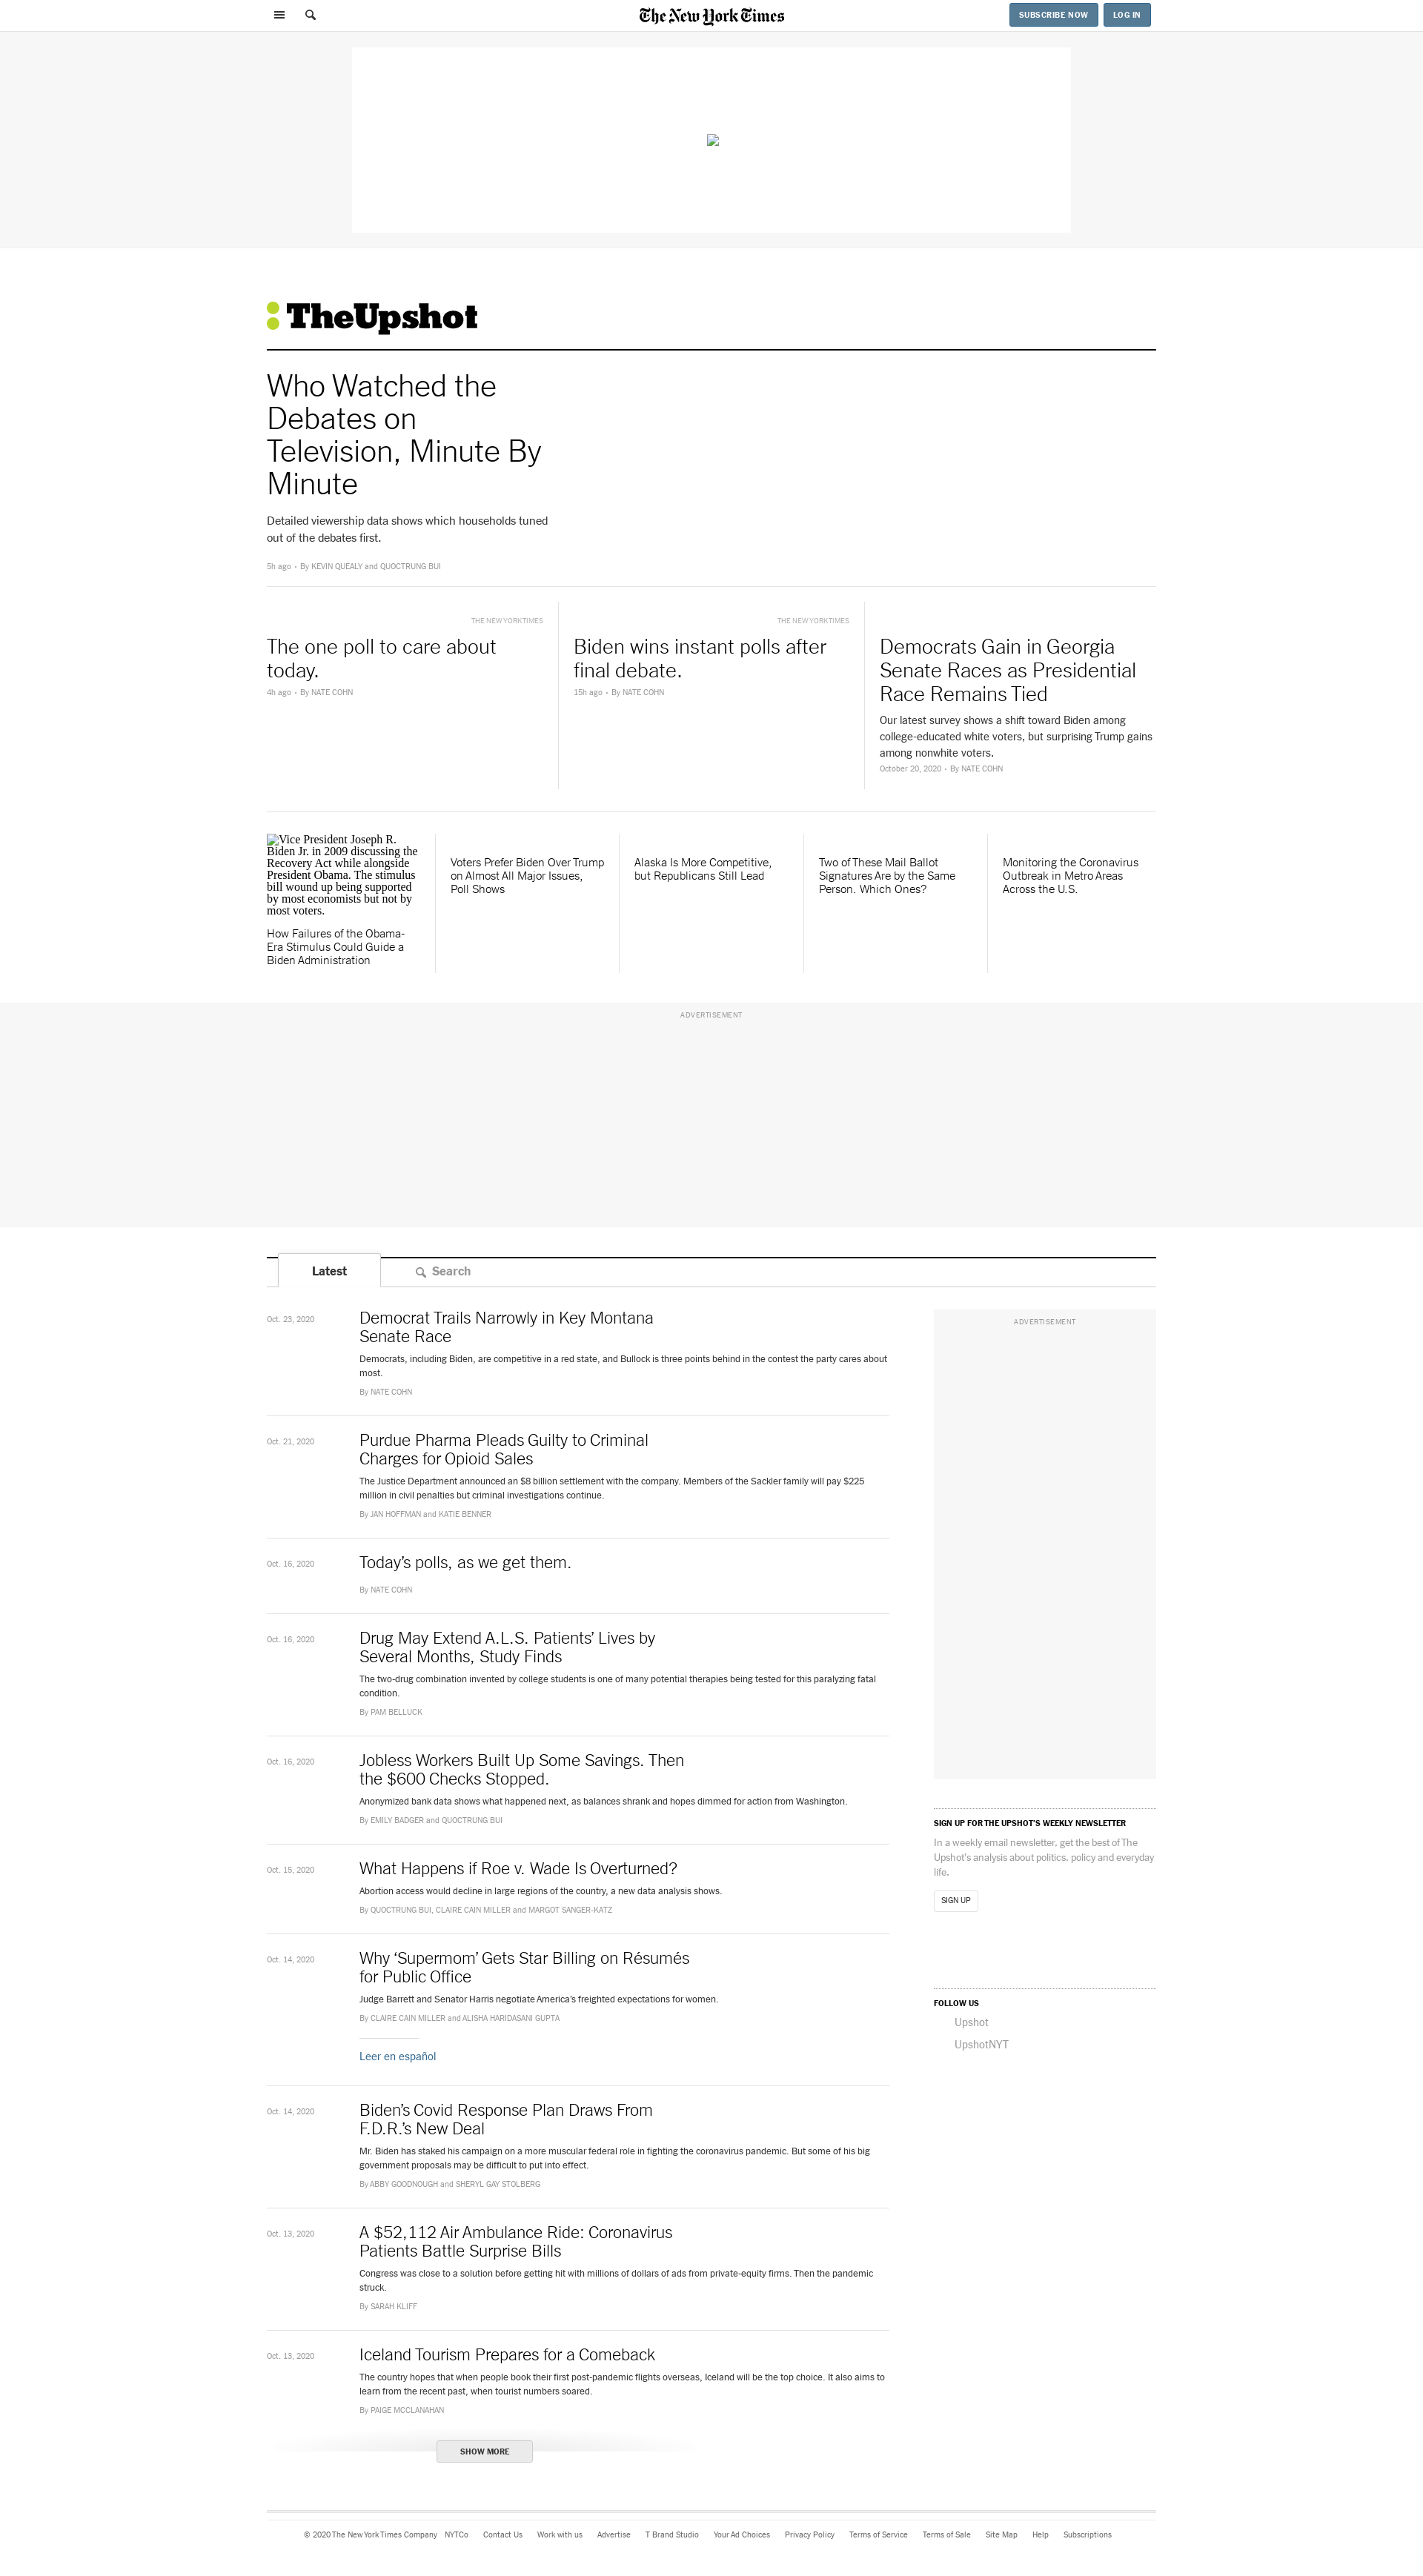 The New York Times
SUBSCRIBE NOW
LOG IN
TheUpshot
Who Watched the
Debates on
Television, Minute By
Minute
Detailed viewership data shows which households tuned
out of the debates first.
5h ago • By KEVIN QUEALY and QUOCTRUNG BUI
THE NEW YORK TIMES
The one poll to care about
today.
4h ago • By NATE COHN
THE NEW YORK TIMES
Biden wins instant polls after
final debate.
15h ago • By NATE COHN
Democrats Gain in Georgia
Senate Races as Presidential
Race Remains Tied
Our latest survey shows a shift toward Biden among
college-educated white voters, but surprising Trump gains
among nonwhite voters.
October 20, 2020 • By NATE COHN
Vice President Joseph R.
Biden Jr. in 2009 discussing the
Recovery Act while alongside
President Obama. The stimulus
bill wound up being supported
by most economists but not by
most voters.
How Failures of the Obama-
Era Stimulus Could Guide a
Biden Administration
Voters Prefer Biden Over Trump
on Almost All Major Issues,
Poll Shows
Alaska Is More Competitive,
but Republicans Still Lead
Two of These Mail Ballot
Signatures Are by the Same
Person. Which Ones?
Monitoring the Coronavirus
Outbreak in Metro Areas
Across the U.S.
ADVERTISEMENT
Latest
Search
Oct. 23, 2020
Democrat Trails Narrowly in Key Montana
Senate Race
Democrats, including Biden, are competitive in a red state, and Bullock is three points behind in the contest the party cares about
most.
By NATE COHN
Oct. 21, 2020
Purdue Pharma Pleads Guilty to Criminal
Charges for Opioid Sales
The Justice Department announced an $8 billion settlement with the company. Members of the Sackler family will pay $225
million in civil penalties but criminal investigations continue.
By JAN HOFFMAN and KATIE BENNER
Oct. 16, 2020
Today’s polls, as we get them.
By NATE COHN
Oct. 16, 2020
Drug May Extend A.L.S. Patients’ Lives by
Several Months, Study Finds
The two-drug combination invented by college students is one of many potential therapies being tested for this paralyzing fatal
condition.
By PAM BELLUCK
Oct. 16, 2020
Jobless Workers Built Up Some Savings. Then
the $600 Checks Stopped.
Anonymized bank data shows what happened next, as balances shrank and hopes dimmed for action from Washington.
By EMILY BADGER and QUOCTRUNG BUI
Oct. 15, 2020
What Happens if Roe v. Wade Is Overturned?
Abortion access would decline in large regions of the country, a new data analysis shows.
By QUOCTRUNG BUI, CLAIRE CAIN MILLER and MARGOT SANGER-KATZ
Oct. 14, 2020
Why ‘Supermom’ Gets Star Billing on Résumés
for Public Office
Judge Barrett and Senator Harris negotiate America’s freighted expectations for women.
By CLAIRE CAIN MILLER and ALISHA HARIDASANI GUPTA
Leer en español
Oct. 14, 2020
Biden’s Covid Response Plan Draws From
F.D.R.’s New Deal
Mr. Biden has staked his campaign on a more muscular federal role in fighting the coronavirus pandemic. But some of his big
government proposals may be difficult to put into effect.
By ABBY GOODNOUGH and SHERYL GAY STOLBERG
Oct. 13, 2020
A $52,112 Air Ambulance Ride: Coronavirus
Patients Battle Surprise Bills
Congress was close to a solution before getting hit with millions of dollars of ads from private-equity firms. Then the pandemic
struck.
By SARAH KLIFF
Oct. 13, 2020
Iceland Tourism Prepares for a Comeback
The country hopes that when people book their first post-pandemic flights overseas, Iceland will be the top choice. It also aims to
learn from the recent past, when tourist numbers soared.
By PAIGE MCCLANAHAN
SHOW MORE
ADVERTISEMENT
SIGN UP FOR THE UPSHOT’S WEEKLY NEWSLETTER
In a weekly email newsletter, get the best of The
Upshot’s analysis about politics, policy and everyday
life.
SIGN UP
FOLLOW US
Upshot
UpshotNYT
© 2020 The New York Times Company NYTCo Contact Us Work with us Advertise T Brand Studio Your Ad Choices Privacy Policy Terms of Service Terms of Sale Site Map Help Subscriptions